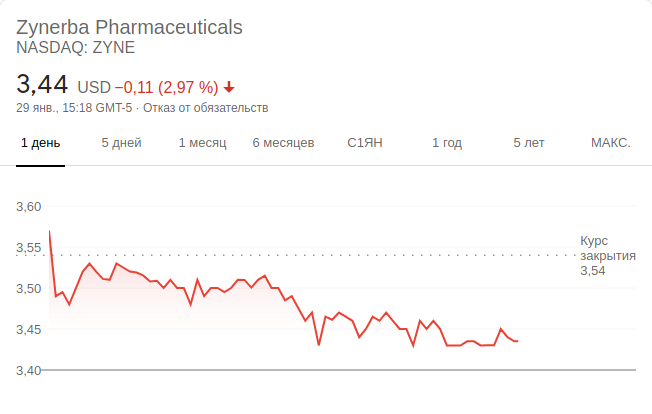 Zynerba Pharmaceuticals
NASDAQ: ZYNE
3,44 USD −0,11 (2,97 %)
29 янв., 15:18 GMT-5 · Отказ от обязательств
1 день 5 дней 1 месяц 6 месяцев С1ЯН 1 год 5 лет МАКС.
3,60
3,55
3,50
3,45
3,40
Курс
закрытия
3,54